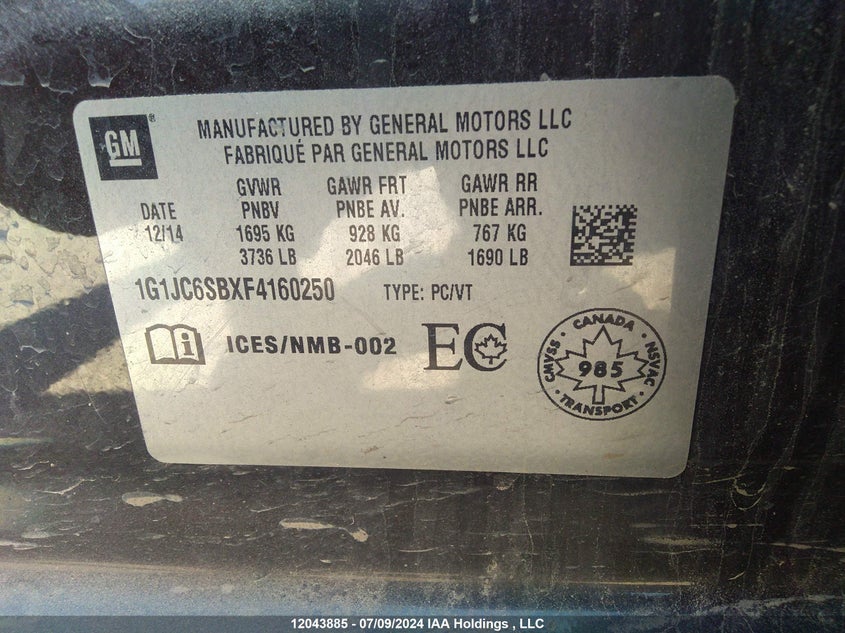 GM®
MANUFACTURED BY GENERAL MOTORS LLC
FABRIQUÉ PAR GENERAL MOTORS LLC
GVWR GAWR FRT GAWR RR
DATE PNBV PNBE AV. PNBE ARR.
12/14 1695 KG 928 KG 767 KG
3736 LB 2046 LB 1690 LB
1G1JC6SBXF4160250 TYPE: PC/VT
i ICES/NMB-002 EC
CANADA
CMVSS 985 NSVAC
TRANSPORT
12043885 - 07/09/2024 IAA Holdings , LLC